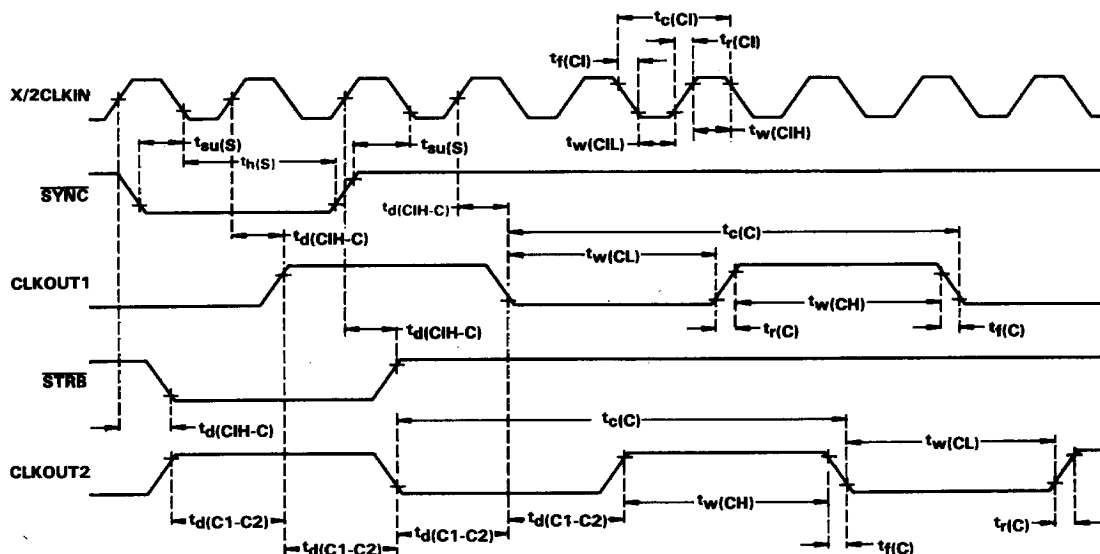 tc(CI)
tr(CI)
tf(CI)
X/2CLKIN
tsu(S)
tsu(S)
tw(CIH)
th(S)
tw(CIL)
SYNC
td(CIH-C)
tc(C)
td(CIH-C)
tw(CL)
CLKOUT1
tw(CH)
td(CIH-C)
tr(C)
tf(C)
STRB
tc(C)
td(CIH-C)
tw(CL)
CLKOUT2
tw(CH)
td(C1-C2)
td(C1-C2)
td(C1-C2)
td(C1-C2)
tr(C)
tf(C)